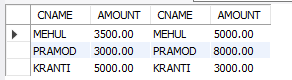 CNAME AMOUNT CNAME AMOUNT
MEHUL 3500.00 MEHUL 5000.00
PRAMOD 3000.00 PRAMOD 8000.00
KRANTI 5000.00 KRANTI 3000.00